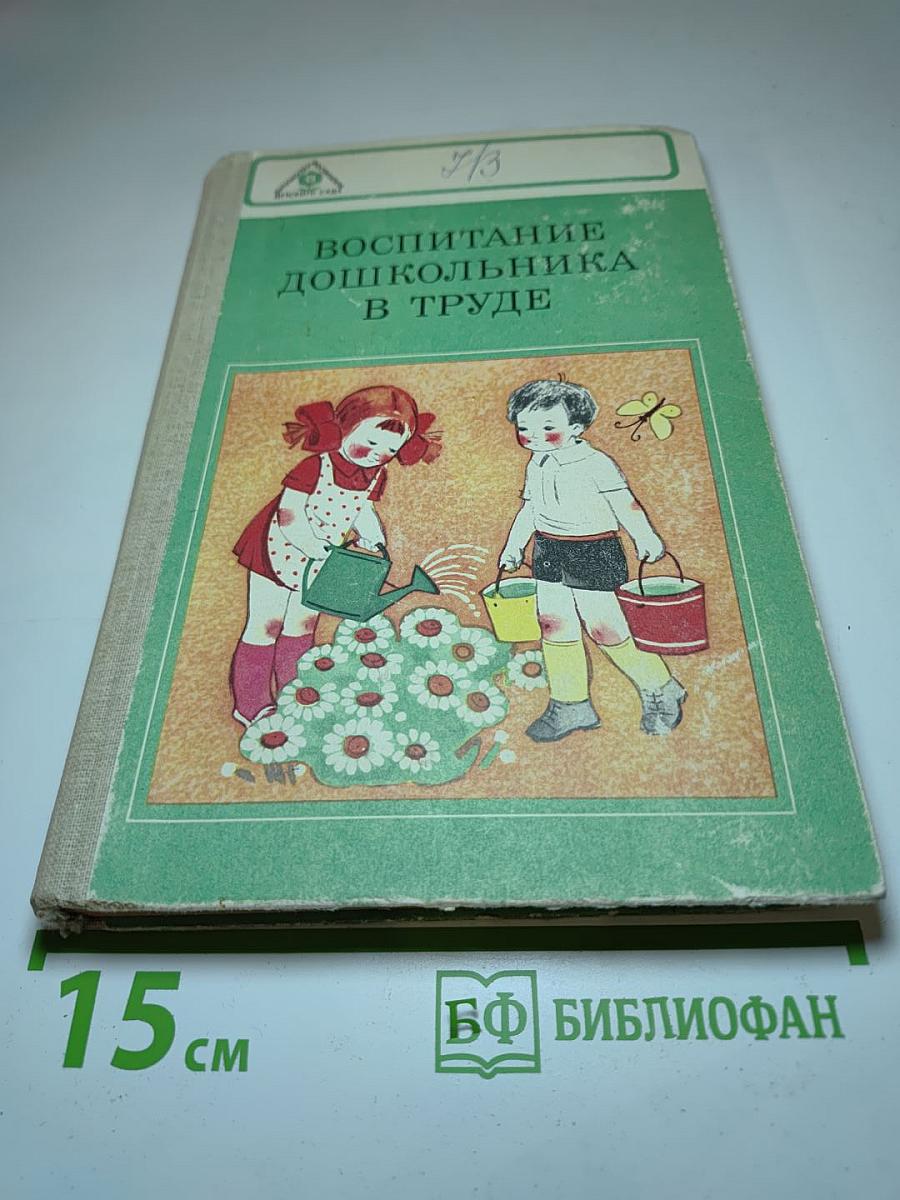 У/З
ВОСПИТАНИЕ
ДОШКОЛЬНИКА
В ТРУДЕ
15 см
БФ БИБЛИОФАН